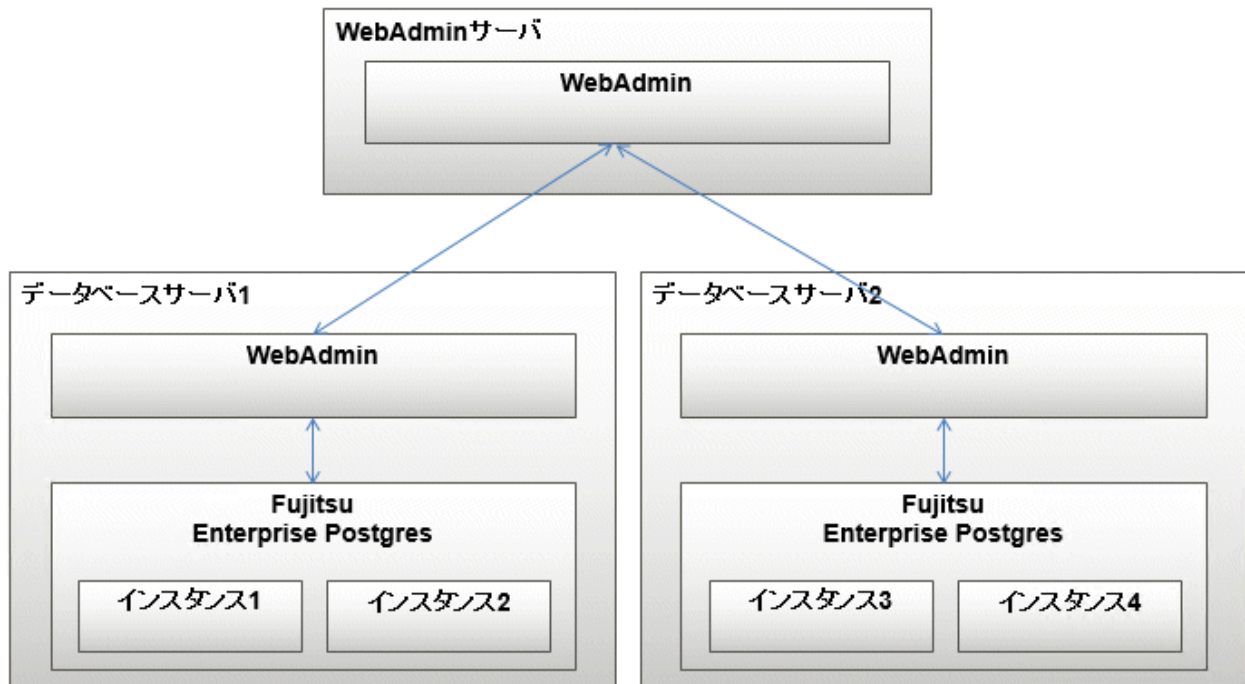 WebAdminサーバ
WebAdmin
データベースサーバ1
WebAdmin
Fujitsu
Enterprise Postgres
インスタンス1
インスタンス2
データベースサーバ2
WebAdmin
Fujitsu
Enterprise Postgres
インスタンス3
インスタンス4